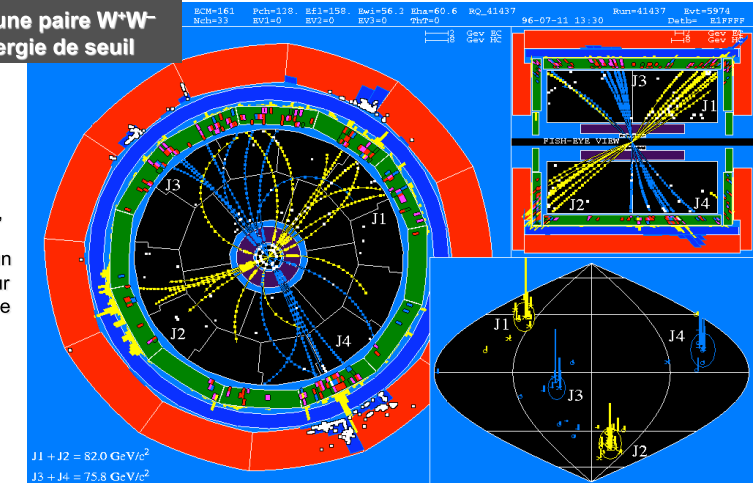 une paire W⁺W⁻
ergie de seuil
ECM=161 Pch=128. Efl=158. Ewi=56.2 Eha=60.6 RQ_41437 Run=41437 Evt=5974
Nch=33 EV1=0 EV2=0 EV3=0 ThT=0 96-07-11 13:30 Detb= E1FFFF
2 Gev EC
8 Gev HC
Gev EC
8 Gev HC
J3
J1
FISH-EYE VIEW
J2
J4
J3
J1
J2
J4
n
ur
e
J1
J4
J3
J2
J1 + J2 = 82.0 GeV/c²
J3 + J4 = 75.8 GeV/c²